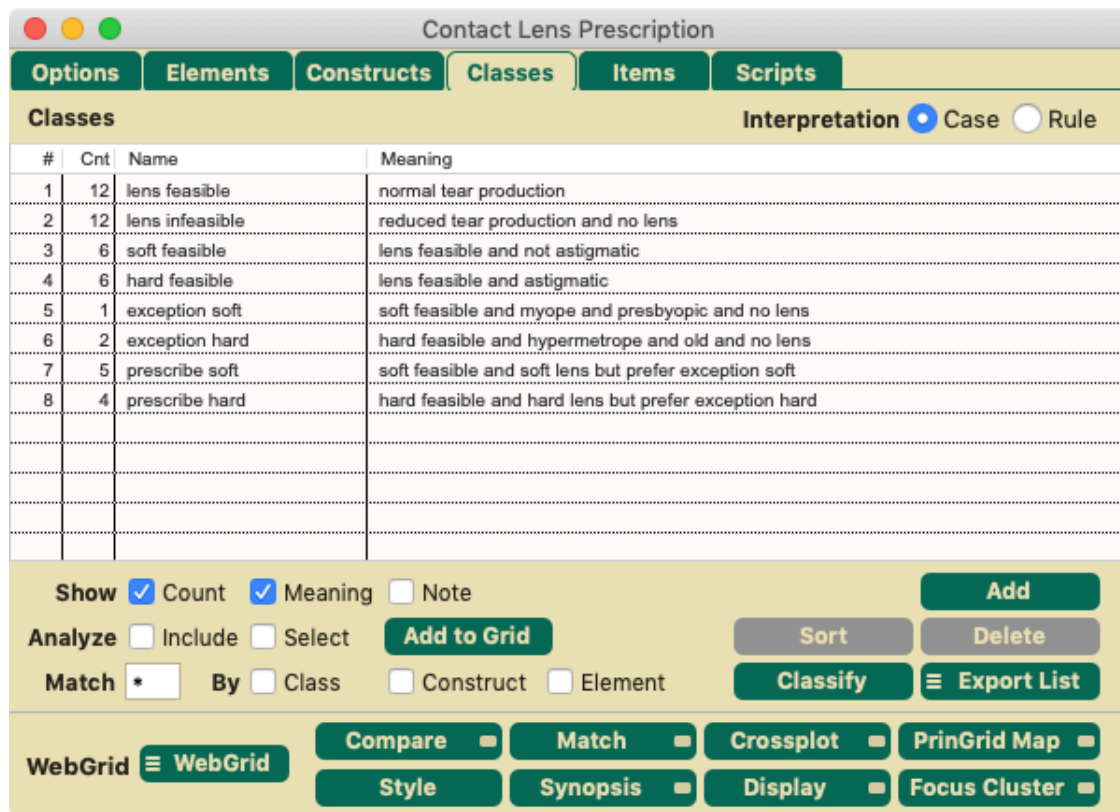 Contact Lens Prescription
Options Elements Constructs Classes Items Scripts
Classes Interpretation Case Rule
# Cnt Name Meaning
1 12 lens feasible normal tear production
2 12 lens infeasible reduced tear production and no lens
3 6 soft feasible lens feasible and not astigmatic
4 6 hard feasible lens feasible and astigmatic
5 1 exception soft soft feasible and myope and presbyopic and no lens
6 2 exception hard hard feasible and hypermetrope and old and no lens
7 5 prescribe soft soft feasible and soft lens but prefer exception soft
8 4 prescribe hard hard feasible and hard lens but prefer exception hard
Show Count Meaning Note Add
Analyze Include Select Add to Grid Sort Delete
Match * By Class Construct Element Classify Export List
WebGrid WebGrid Compare Match Crossplot PrinGrid Map
Style Synopsis Display Focus Cluster